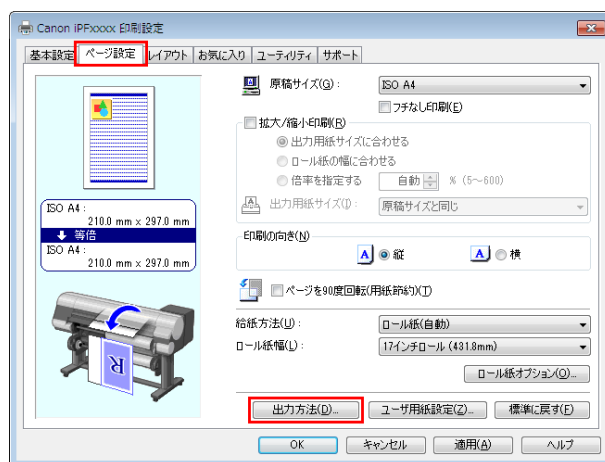 Canon iPFxxxx 印刷設定
基本設定 ページ設定 レイアウト お気に入り ユーティリティ サポート
原稿サイズ(G) : ISO A4
フチなし印刷(E)
拡大/縮小印刷(R)
出力用紙サイズに合わせる
ロール紙の幅に合わせる
倍率を指定する 自動 % (5～600)
出力用紙サイズ(I) : 原稿サイズと同じ
ISO A4 :
210.0 mm x 297.0 mm
等倍
ISO A4 :
210.0 mm x 297.0 mm
印刷の向き(N)
A 縦 A 横
ページを90度回転(用紙節約)(T)
給紙方法(U) : ロール紙(自動)
ロール紙幅(L) : 17インチロール (431.8mm)
ロール紙オプション(O)...
R
出力方法(D)... ユーザ用紙設定(Z)... 標準に戻す(F)
OK キャンセル 適用(A) ヘルプ